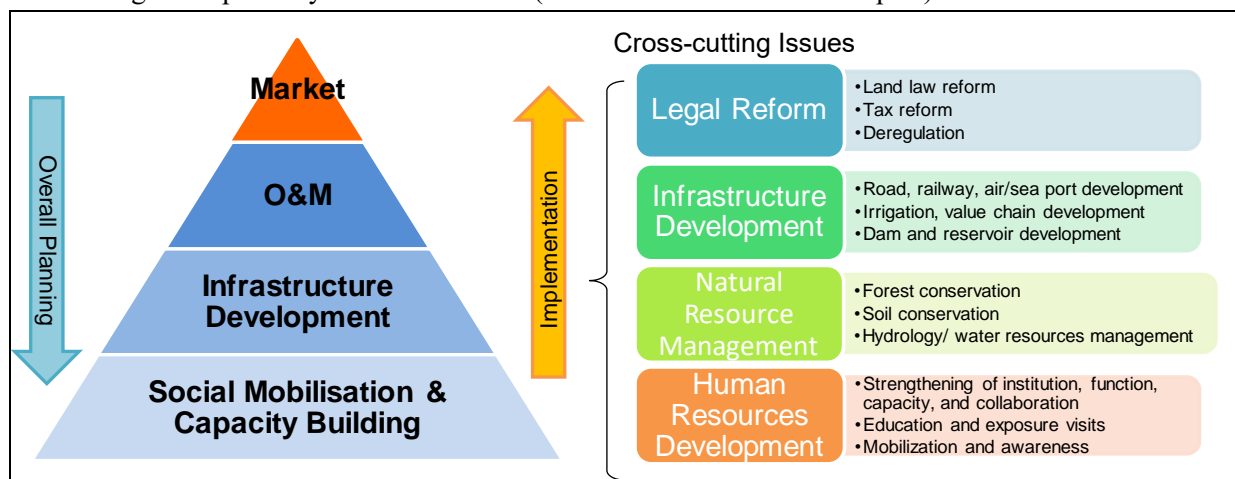 Cross-cutting Issues
Market
O&M
Infrastructure
Development
Social Mobilisation &
Capacity Building
Overall Planning
Implementation
Legal Reform
•Land law reform
•Tax reform
•Deregulation
Infrastructure
Development
•Road, railway, air/sea port development
•Irrigation, value chain development
•Dam and reservoir development
Natural
Resource
Management
•Forest conservation
•Soil conservation
•Hydrology/ water resources management
Human
Resources
Development
•Strengthening of institution, function,
capacity, and collaboration
•Education and exposure visits
•Mobilization and awareness